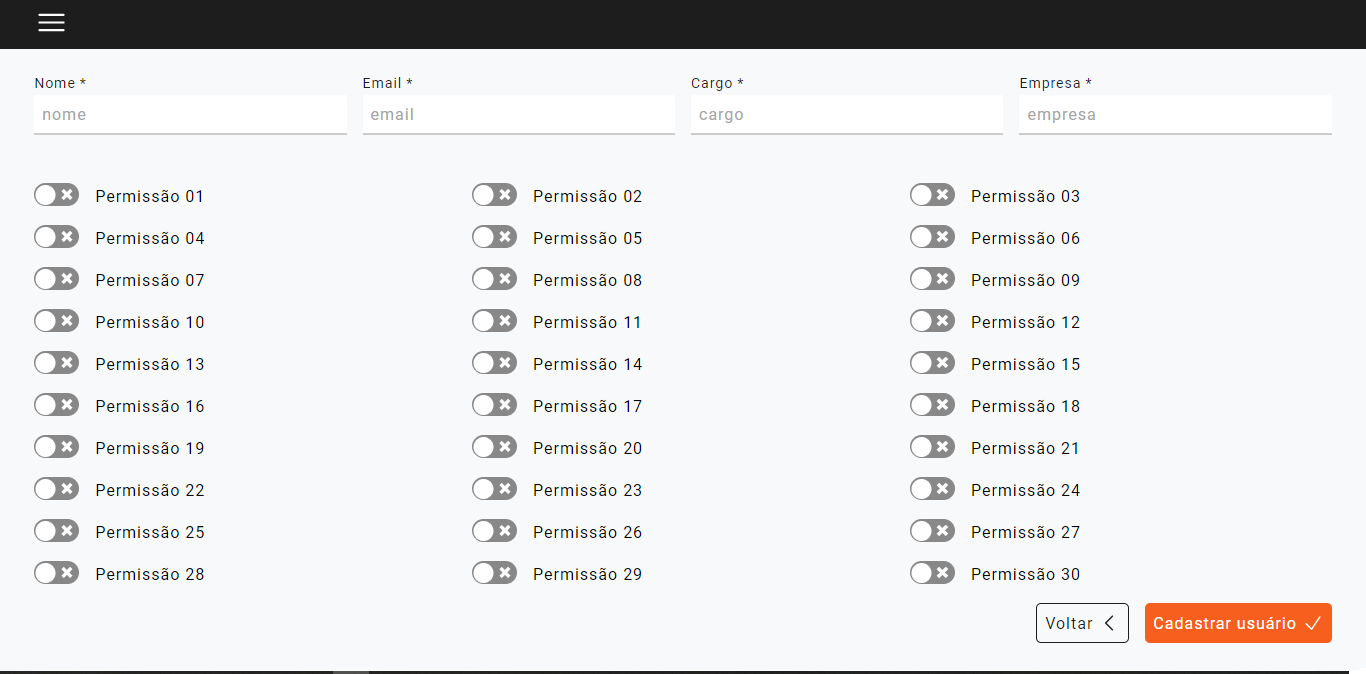 Nome * Email * Cargo * Empresa *
nome email cargo empresa
Permissão 01 Permissão 02 Permissão 03
Permissão 04 Permissão 05 Permissão 06
Permissão 07 Permissão 08 Permissão 09
Permissão 10 Permissão 11 Permissão 12
Permissão 13 Permissão 14 Permissão 15
Permissão 16 Permissão 17 Permissão 18
Permissão 19 Permissão 20 Permissão 21
Permissão 22 Permissão 23 Permissão 24
Permissão 25 Permissão 26 Permissão 27
Permissão 28 Permissão 29 Permissão 30
Voltar Cadastrar usuário